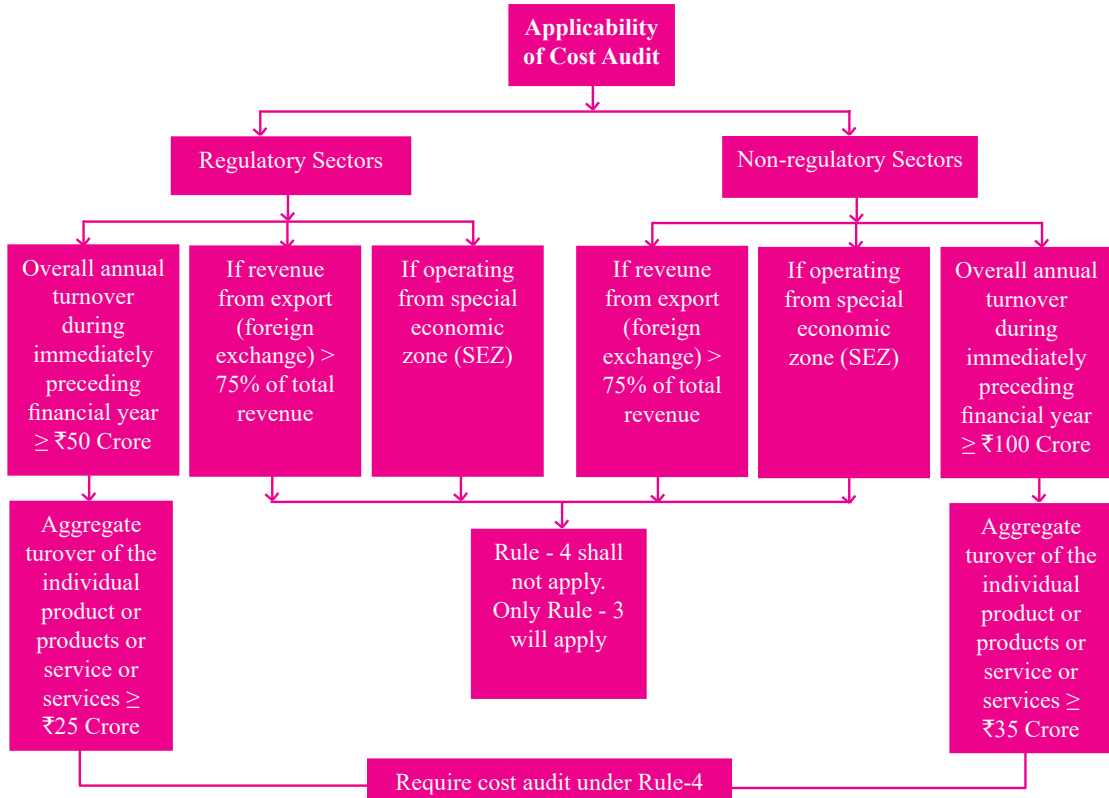 Applicability
of Cost Audit
Regulatory Sectors
Non-regulatory Sectors
Overall annual
turnover
during
immediately
preceding
financial year
≥ ₹50 Crore
If revenue
from export
(foreign
exchange) >
75% of total
revenue
If operating
from special
economic
zone (SEZ)
If reveune
from export
(foreign
exchange) >
75% of total
revenue
If operating
from special
economic
zone (SEZ)
Overall annual
turnover
during
immediately
preceding
financial year
≥ ₹100 Crore
Aggregate
turover of the
individual
product or
products or
service or
services ≥
₹25 Crore
Rule - 4 shall
not apply.
Only Rule - 3
will apply
Aggregate
turover of the
individual
product or
products or
service or
services ≥
₹35 Crore
Require cost audit under Rule-4